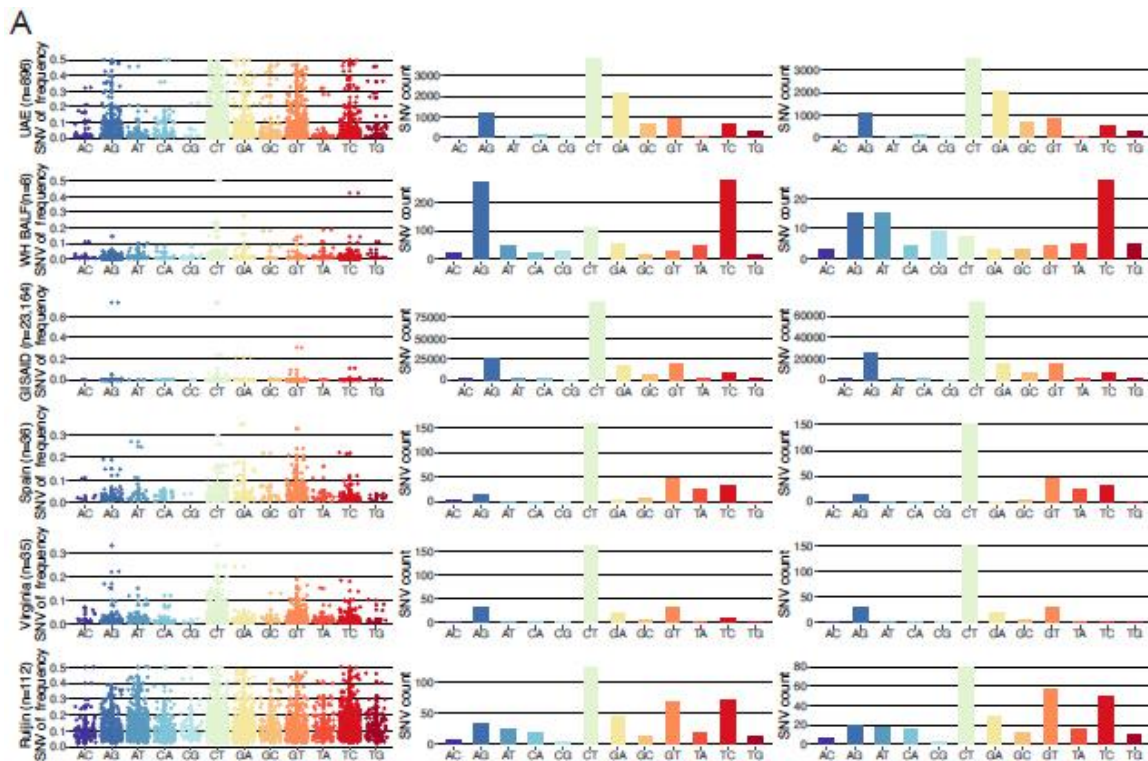 A
UAE (n=896)
SNV of frequency
0.5
0.4
0.3
0.2
0.1
0.0
AC AG AT CA CG CT GA GC GT TA TC TG
SNV count
3000
2000
1000
0
AC AG AT CA CG CT GA GC GT TA TC TG
SNV count
3000
2000
1000
0
AC AG AT CA CG CT GA GC GT TA TC TG
WH BALF(n=8)
SNV of frequency
0.5
0.4
0.3
0.2
0.1
0.0
AC AG AT CA CG CT GA GC GT TA TC TG
SNV count
200
100
0
AC AG AT CA CG CT GA GC GT TA TC TG
SNV count
20
10
0
AC AG AT CA CG CT GA GC GT TA TC TG
GISAID (n=23,164)
SNV of frequency
0.6
0.4
0.2
0.0
AC AG AT CA CG CT GA GC GT TA TC TG
SNV count
75000
50000
25000
0
AC AG AT CA CG CT GA GC GT TA TC TG
SNV count
60000
40000
20000
0
AC AG AT CA CG CT GA GC GT TA TC TG
Spain (n=36)
SNV of frequency
0.3
0.2
0.1
0.0
AC AG AT CA CG CT GA GC GT TA TC TG
SNV count
150
100
50
0
AC AG AT CA CG CT GA GC GT TA TC TG
SNV count
150
100
50
0
AC AG AT CA CG CT GA GC GT TA TC TG
Virginia (n=35)
SNV of frequency
0.3
0.2
0.1
0.0
AC AG AT CA CG CT GA GC GT TA TC TG
SNV count
150
100
50
0
AC AG AT CA CG CT GA GC GT TA TC TG
SNV count
150
100
50
0
AC AG AT CA CG CT GA GC GT TA TC TG
Ruijin (n=112)
SNV of frequency
0.5
0.4
0.3
0.2
0.1
0.0
AC AG AT CA CG CT GA GC GT TA TC TG
SNV count
100
50
0
AC AG AT CA CG CT GA GC GT TA TC TG
SNV count
80
60
40
20
0
AC AG AT CA CG CT GA GC GT TA TC TG